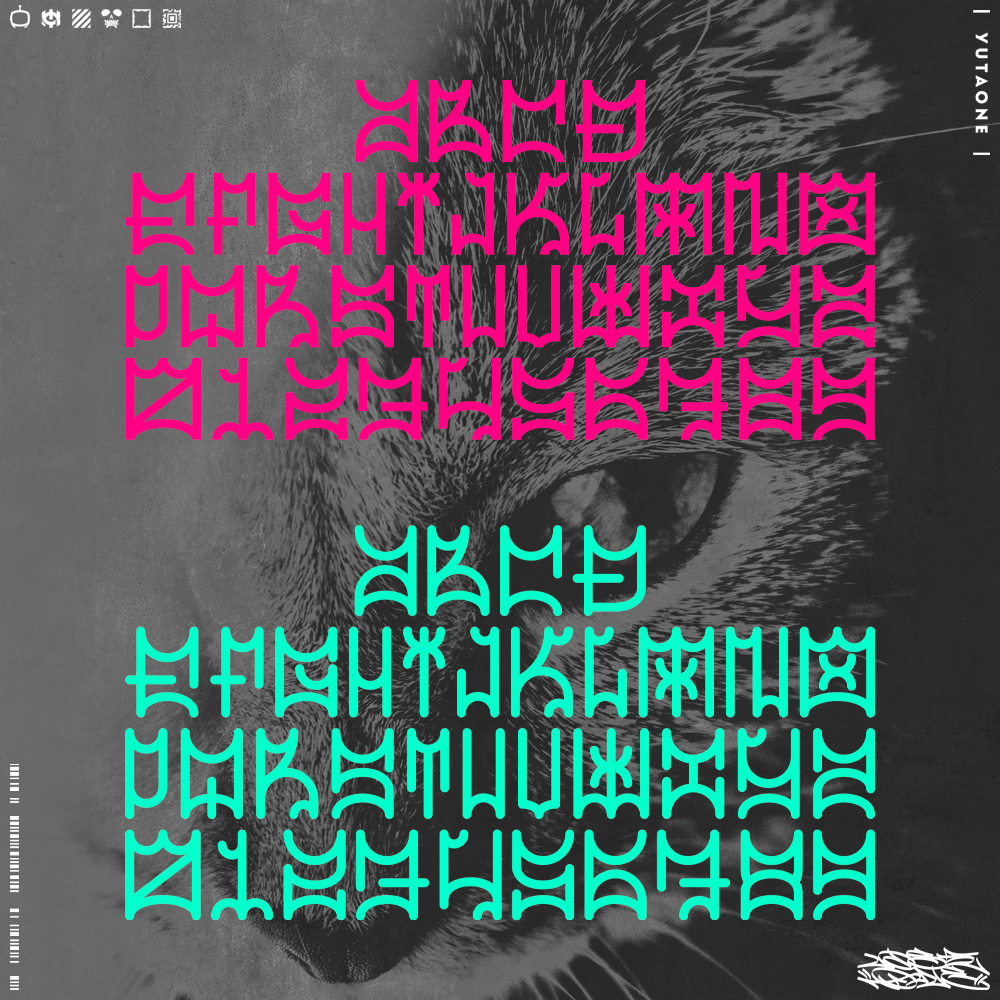 YUTAONE
ABCD
EFGHIJKLMNO
PQRSTUVWXYZ
0123456789
ABCD
EFGHIJKLMNO
PQRSTUVWXYZ
0123456789